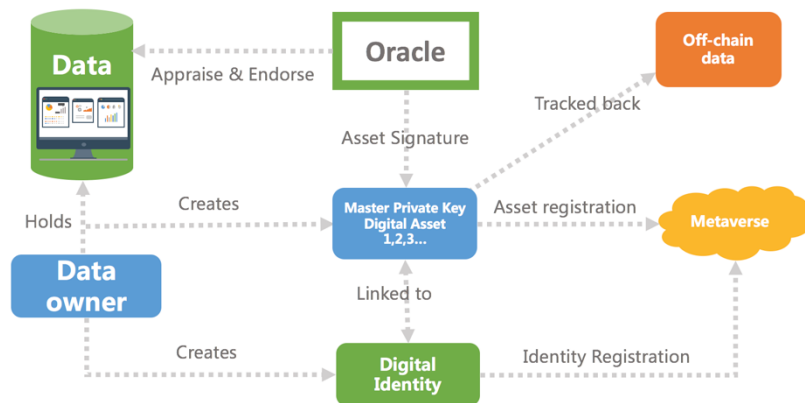 Data
Appraise & Endorse
Oracle
Off-chain
data
Tracked back
Asset Signature
Creates
Master Private Key
Digital Asset
1,2,3...
Asset registration
Metaverse
Holds
Data
owner
Linked to
Creates
Digital
Identity
Identity Registration